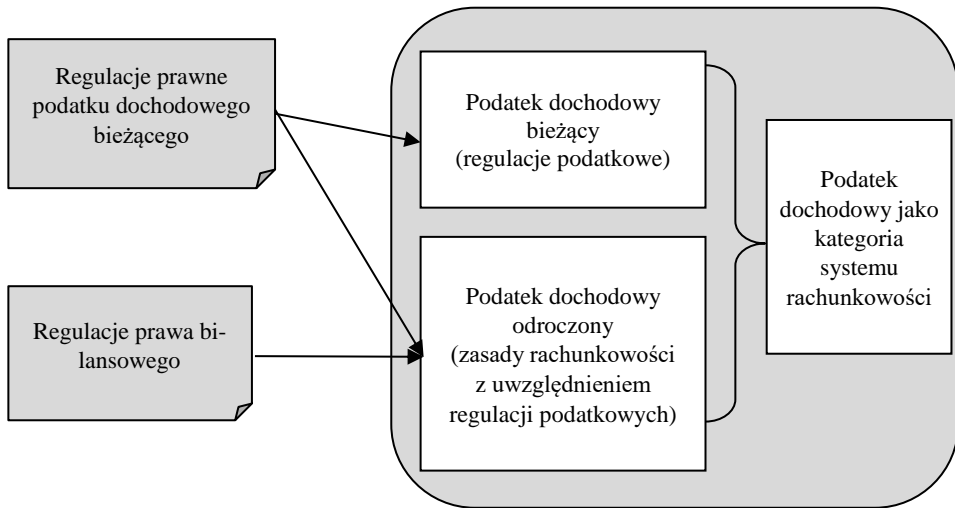 Regulacje prawne
podatku dochodowego
bieżącego
Podatek dochodowy
bieżący
(regulacje podatkowe)
Podatek
dochodowy jako
kategoria
systemu
rachunkowości
Regulacje prawa bi-
lansowego
Podatek dochodowy
odroczony
(zasady rachunkowości
z uwzględnieniem
regulacji podatkowych)